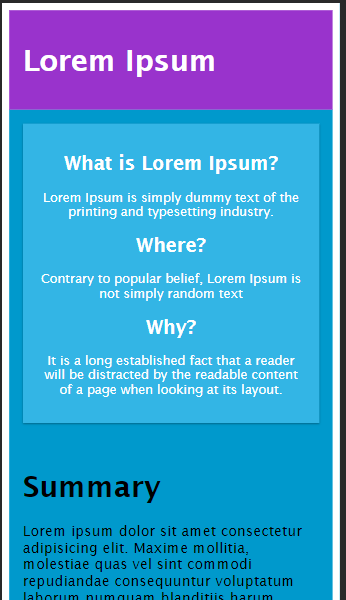 Lorem Ipsum
What is Lorem Ipsum?
Lorem Ipsum is simply dummy text of the
printing and typesetting industry.
Where?
Contrary to popular belief, Lorem Ipsum is
not simply random text
Why?
It is a long established fact that a reader
will be distracted by the readable content
of a page when looking at its layout.
Summary
Lorem ipsum dolor sit amet consectetur
adipisicing elit. Maxime mollitia,
molestiae quas vel sint commodi
repudiandae consequuntur voluptatum
laborum numquam blanditiis harum